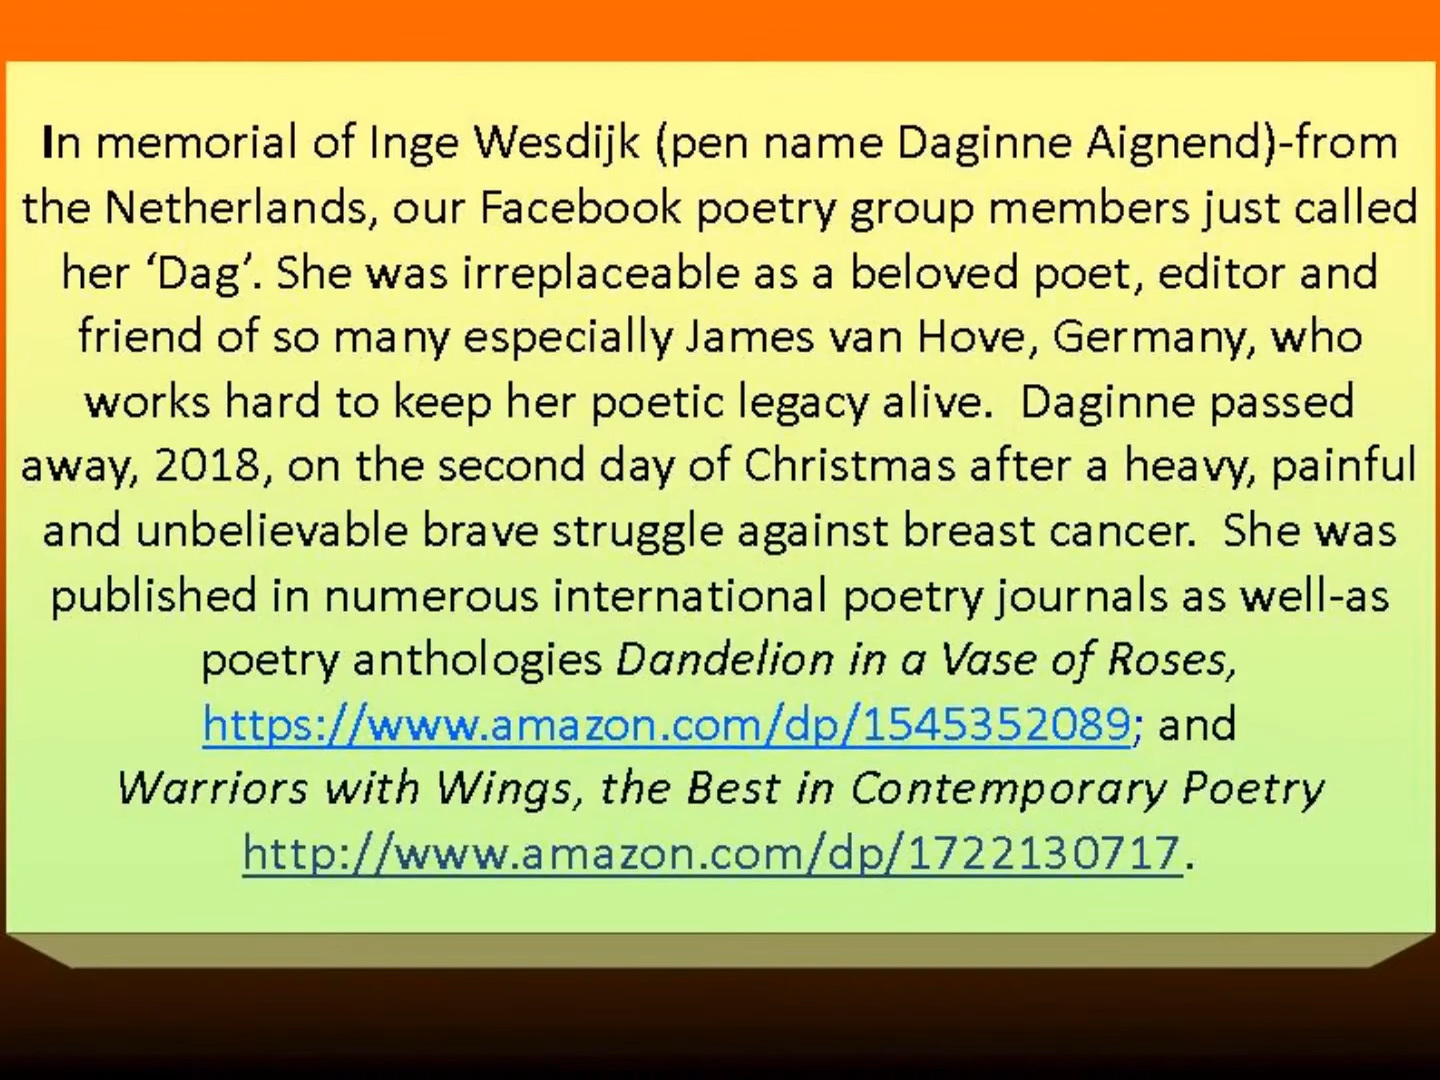 In memorial of Inge Wesdijk (pen name Daginne Aignend)-from
the Netherlands, our Facebook poetry group members just called
her ‘Dag’. She was irreplaceable as a beloved poet, editor and
friend of so many especially James van Hove, Germany, who
works hard to keep her poetic legacy alive.  Daginne passed
away, 2018, on the second day of Christmas after a heavy, painful
and unbelievable brave struggle against breast cancer.  She was
published in numerous international poetry journals as well-as
poetry anthologies Dandelion in a Vase of Roses,
https://www.amazon.com/dp/1545352089; and
Warriors with Wings, the Best in Contemporary Poetry
http://www.amazon.com/dp/1722130717.